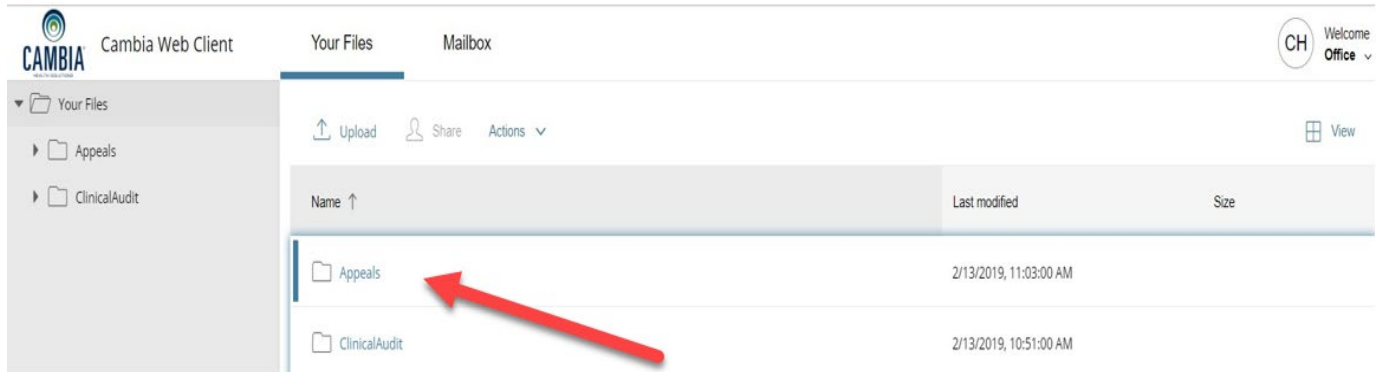 CAMBIA
HEALTH SOLUTIONS
Cambia Web Client
Your Files
Mailbox
CH
Welcome
Office
Your Files
Appeals
ClinicalAudit
Upload
Share
Actions
View
Name
Last modified
Size
Appeals
2/13/2019, 11:03:00 AM
ClinicalAudit
2/13/2019, 10:51:00 AM